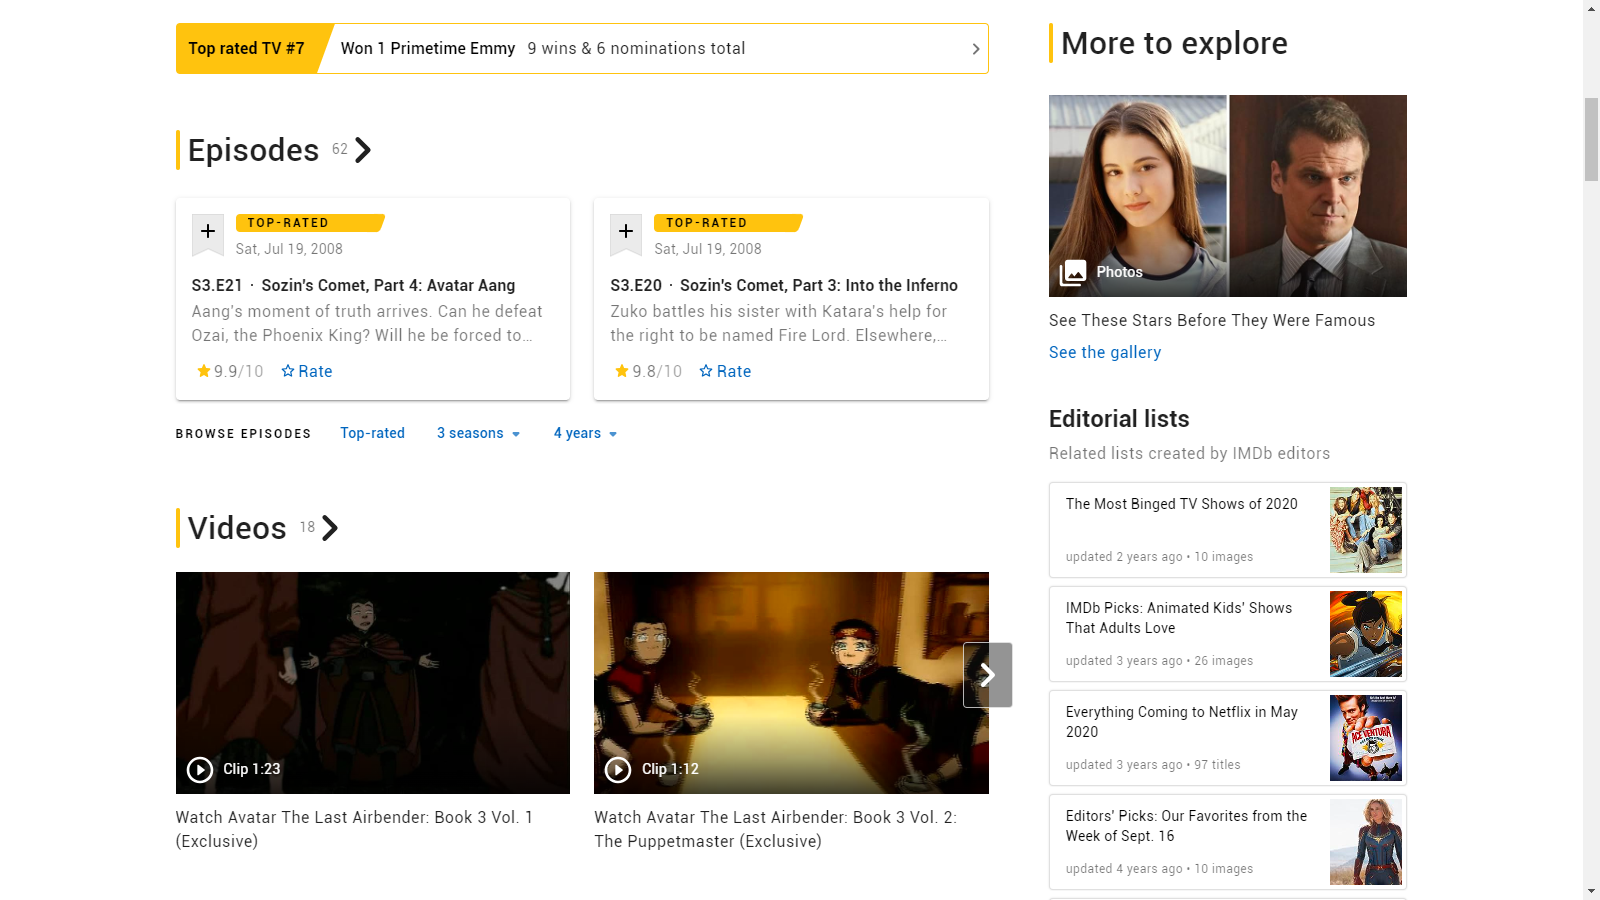 Top rated TV #7 Won 1 Primetime Emmy 9 wins & 6 nominations total
Episodes 62
TOP-RATED
Sat, Jul 19, 2008
S3.E21 · Sozin's Comet, Part 4: Avatar Aang
Aang's moment of truth arrives. Can he defeat
Ozai, the Phoenix King? Will he be forced to...
9.9/10 Rate
TOP-RATED
Sat, Jul 19, 2008
S3.E20 · Sozin's Comet, Part 3: Into the Inferno
Zuko battles his sister with Katara's help for
the right to be named Fire Lord. Elsewhere,...
9.8/10 Rate
BROWSE EPISODES Top-rated 3 seasons 4 years
Videos 18
Clip 1:23
Watch Avatar The Last Airbender: Book 3 Vol. 1
(Exclusive)
Clip 1:12
Watch Avatar The Last Airbender: Book 3 Vol. 2:
The Puppetmaster (Exclusive)
More to explore
Photos
See These Stars Before They Were Famous
See the gallery
Editorial lists
Related lists created by IMDb editors
The Most Binged TV Shows of 2020
updated 2 years ago • 10 images
IMDb Picks: Animated Kids' Shows
That Adults Love
updated 3 years ago • 26 images
Everything Coming to Netflix in May
2020
updated 3 years ago • 97 titles
ACE VENTURA
Editors' Picks: Our Favorites from the
Week of Sept. 16
updated 4 years ago • 10 images